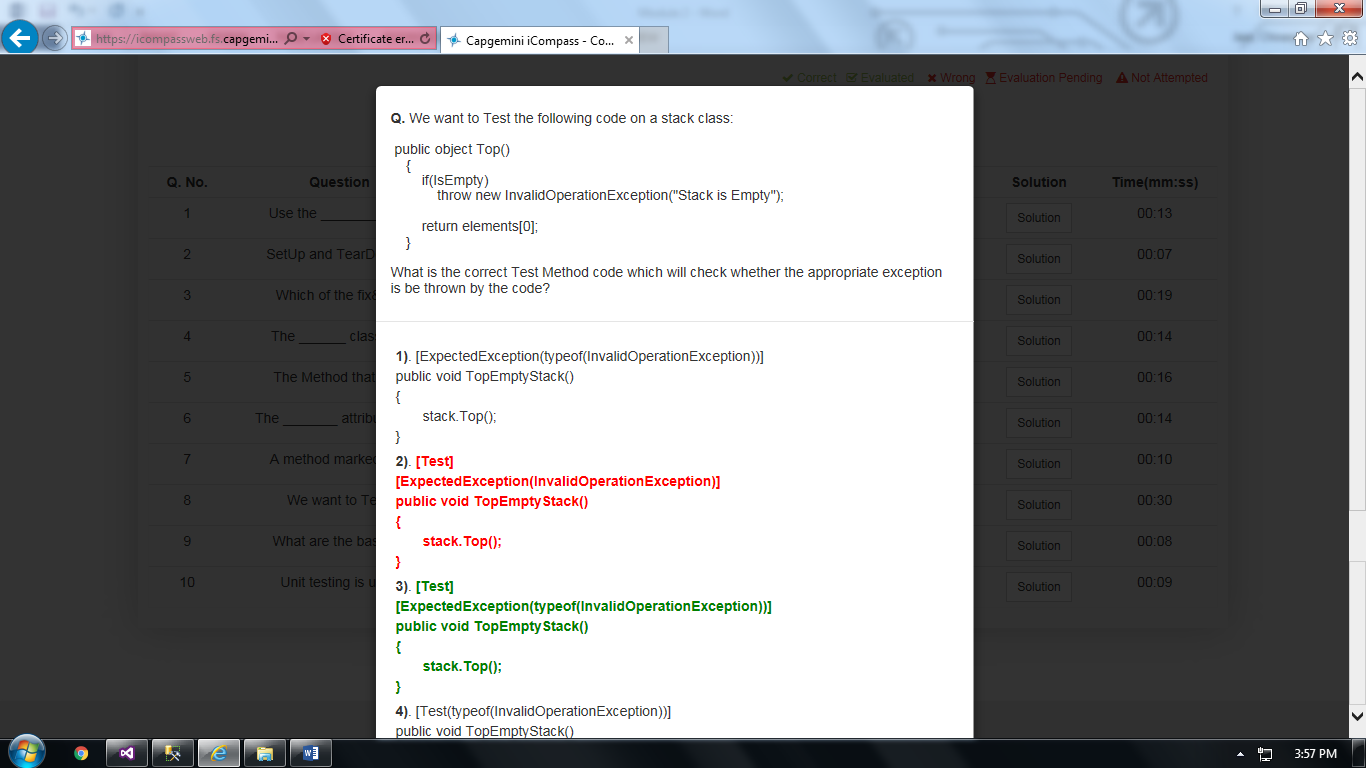 https://icompassweb.fs.capgemi...
Certificate er...
Capgemini iCompass - Co...
Correct Evaluated Wrong Evaluation Pending Not Attempted
Q. We want to Test the following code on a stack class:
public object Top()
{
if(IsEmpty)
throw new InvalidOperationException("Stack is Empty");
return elements[0];
}
What is the correct Test Method code which will check whether the appropriate exception
is be thrown by the code?
1). [ExpectedException(typeof(InvalidOperationException))]
public void TopEmptyStack()
{
stack.Top();
}
2). [Test]
[ExpectedException(InvalidOperationException)]
public void TopEmptyStack()
{
stack.Top();
}
3). [Test]
[ExpectedException(typeof(InvalidOperationException))]
public void TopEmptyStack()
{
stack.Top();
}
4). [Test(typeof(InvalidOperationException))]
public void TopEmptyStack()
Q. No. Question Solution Time(mm:ss)
1 Use the _______ Solution 00:13
2 SetUp and TearD Solution 00:07
3 Which of the fix& Solution 00:19
4 The ______ clas Solution 00:14
5 The Method that Solution 00:16
6 The _______ attribu Solution 00:14
7 A method marked Solution 00:10
8 We want to Te Solution 00:30
9 What are the bas Solution 00:08
10 Unit testing is u Solution 00:09
3:57 PM